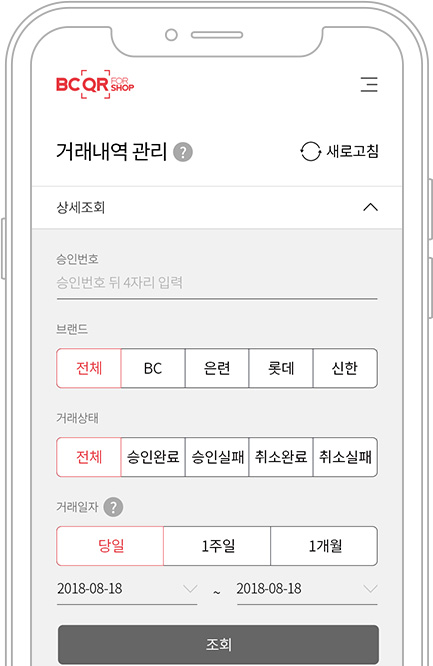 BC QR FOR SHOP
거래내역 관리 ? 새로고침
상세조회
승인번호
승인번호 뒤 4자리 입력
브랜드
전체 BC 은련 롯데 신한
거래상태
전체 승인완료 승인실패 취소완료 취소실패
거래일자 ?
당일 1주일 1개월
2018-08-18 ~ 2018-08-18
조회